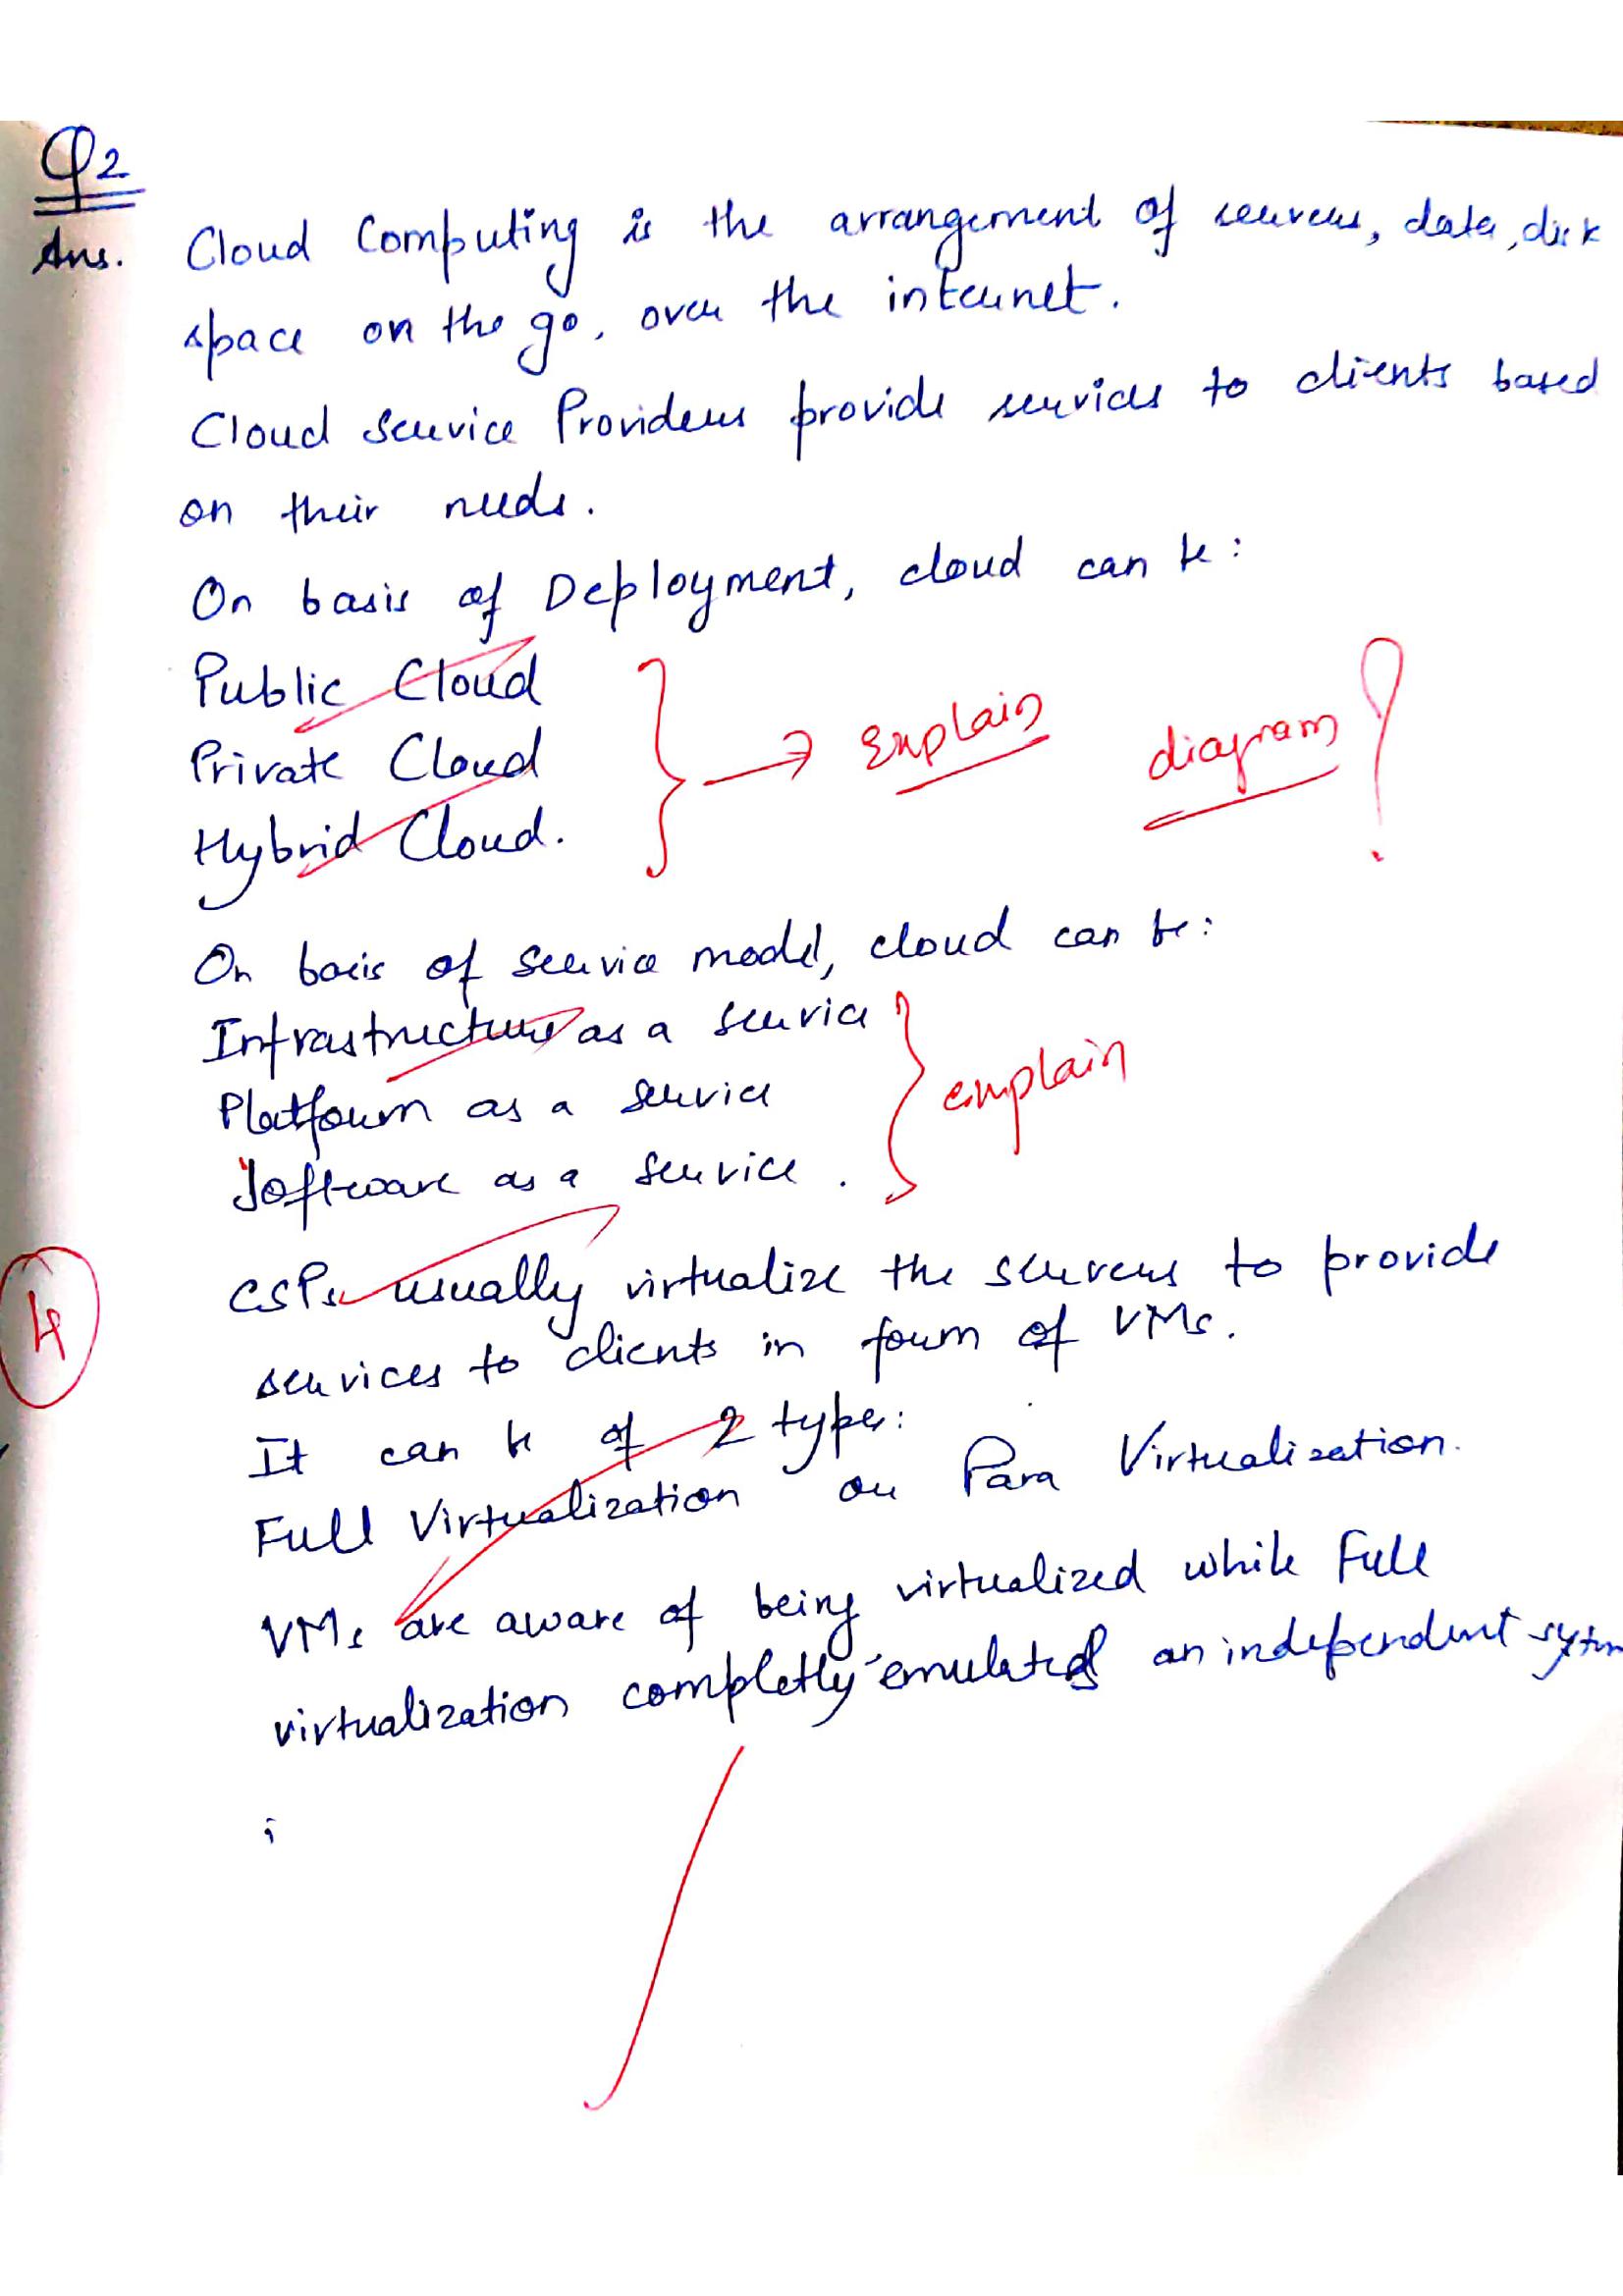 Q2
Ans. Cloud Computing is the arrangement of servers, data, disk
space on the go, over the internet.
Cloud Service Providers provide services to clients based
on their needs.
On basis of Deployment, cloud can be:
Public Cloud
Private Cloud → Explain diagram ?
Hybrid Cloud.
On basis of service model, cloud can be:
Infrastructure as a service
Platform as a service explain
Software as a service.
CSPs usually virtualize the servers to provide
4
services to clients in form of VMs.
It can be of 2 types:
Full Virtualization or Para Virtualization.
VMs are aware of being virtualized while Full
virtualization completly emulates an independent sytem